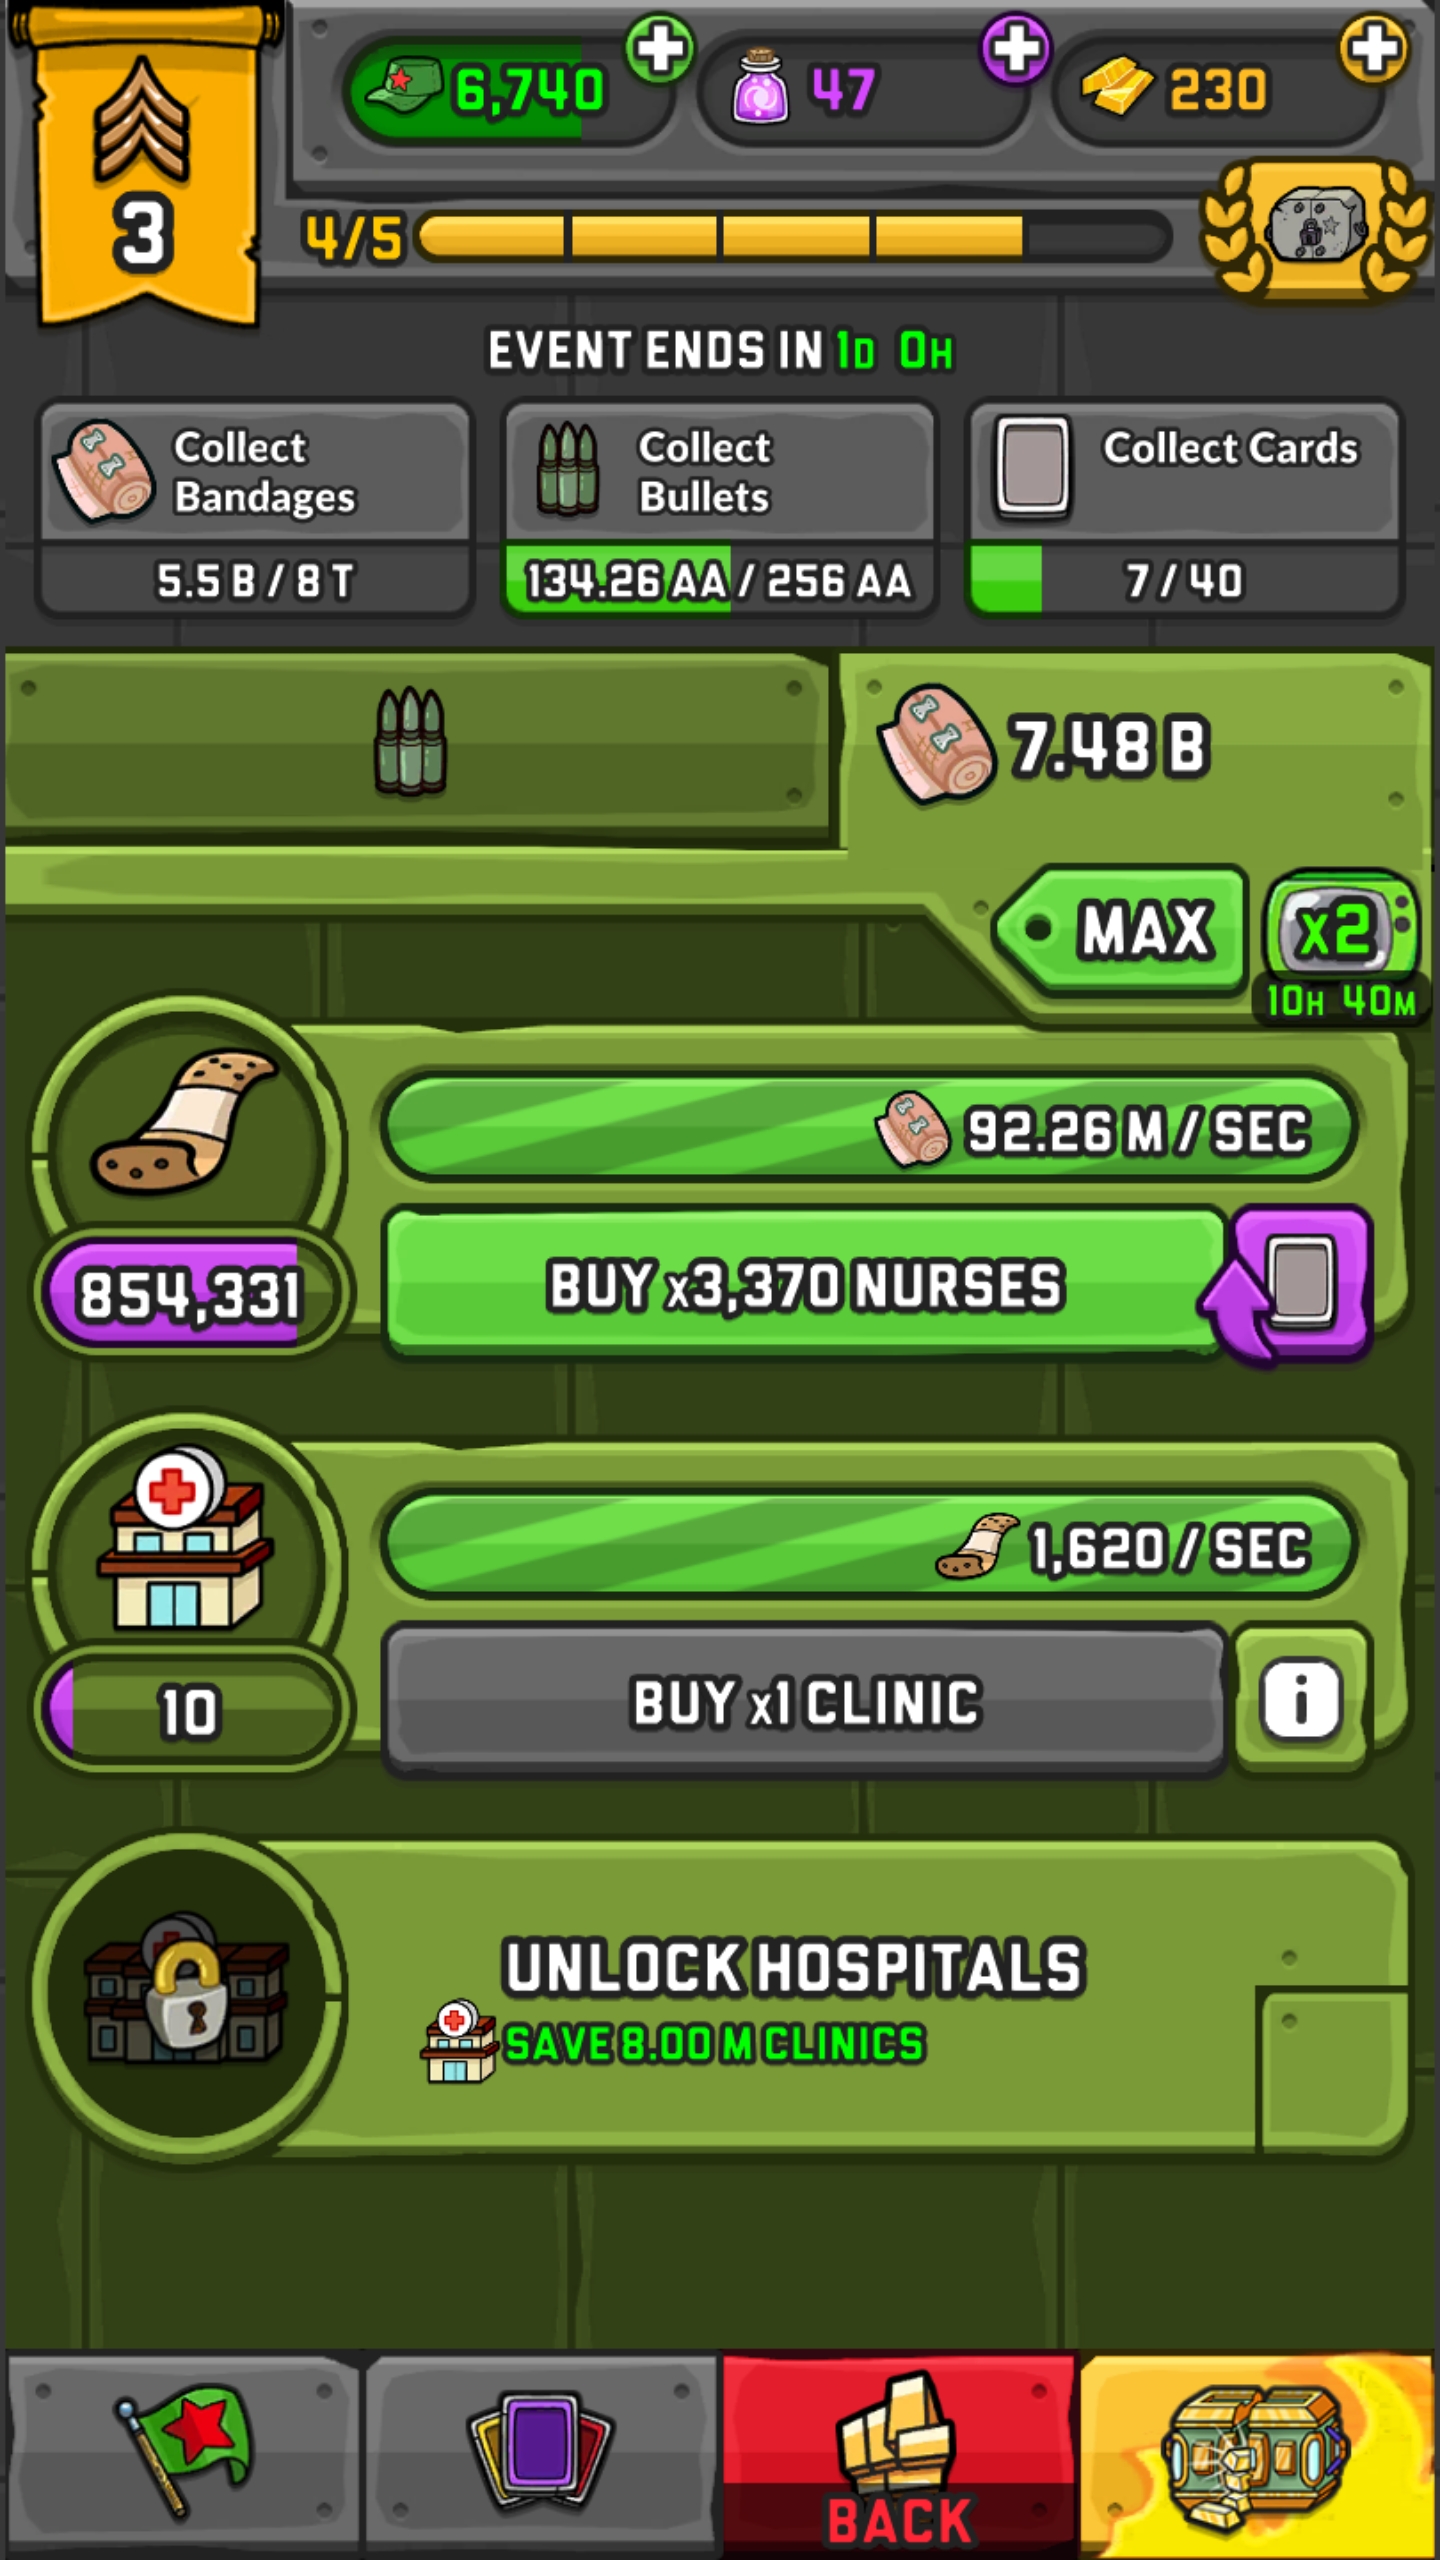 6,740
47
230
3
4/5
EVENT ENDS IN 1D 0H
Collect
Bandages
5.5 B / 8 T
Collect
Bullets
134.26 AA / 256 AA
Collect Cards
7 / 40
7.48 B
MAX
x2
10H 40M
92.26 M / SEC
854,331
BUY x3,370 NURSES
1,620 / SEC
10
BUY x1 CLINIC
i
UNLOCK HOSPITALS
SAVE 8.00 M CLINICS
BACK